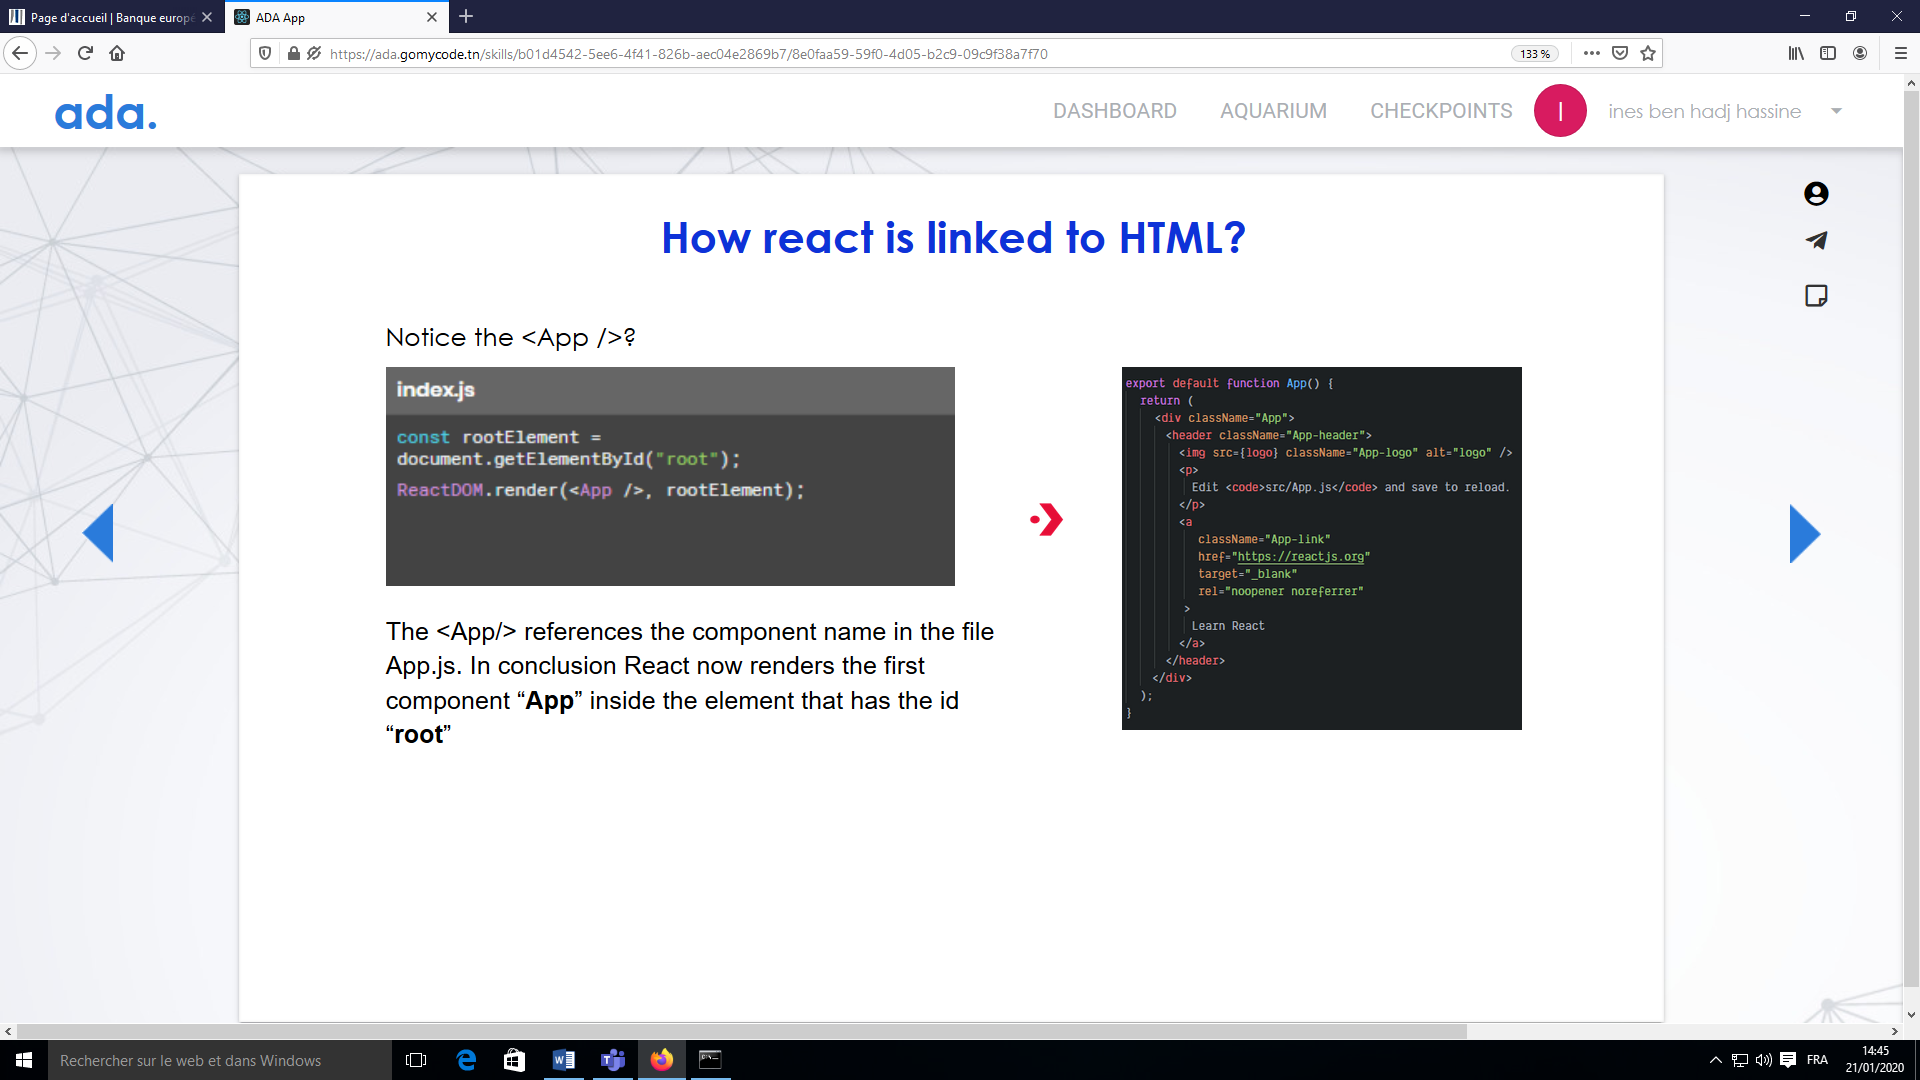 Page d'accueil | Banque europé
ADA App
https://ada.gomycode.tn/skills/b01d4542-5ee6-4f41-826b-aec04e2869b7/8e0faa59-59f0-4d05-b2c9-09c9f38a7f70
133 %
ada.
DASHBOARD
AQUARIUM
CHECKPOINTS
I
ines ben hadj hassine
How react is linked to HTML?
Notice the <App />?
index.js
const rootElement =
document.getElementById("root");
ReactDOM.render(<App />, rootElement);
The <App/> references the component name in the file
App.js. In conclusion React now renders the first
component “App” inside the element that has the id
“root”
export default function App() {
return (
<div className="App">
<header className="App-header">
<img src={logo} className="App-logo" alt="logo" />
<p>
Edit <code>src/App.js</code> and save to reload.
</p>
<a
className="App-link"
href="https://reactjs.org"
target="_blank"
rel="noopener noreferrer"
>
Learn React
</a>
</header>
</div>
);
}
Rechercher sur le web et dans Windows
FRA
14:45
21/01/2020